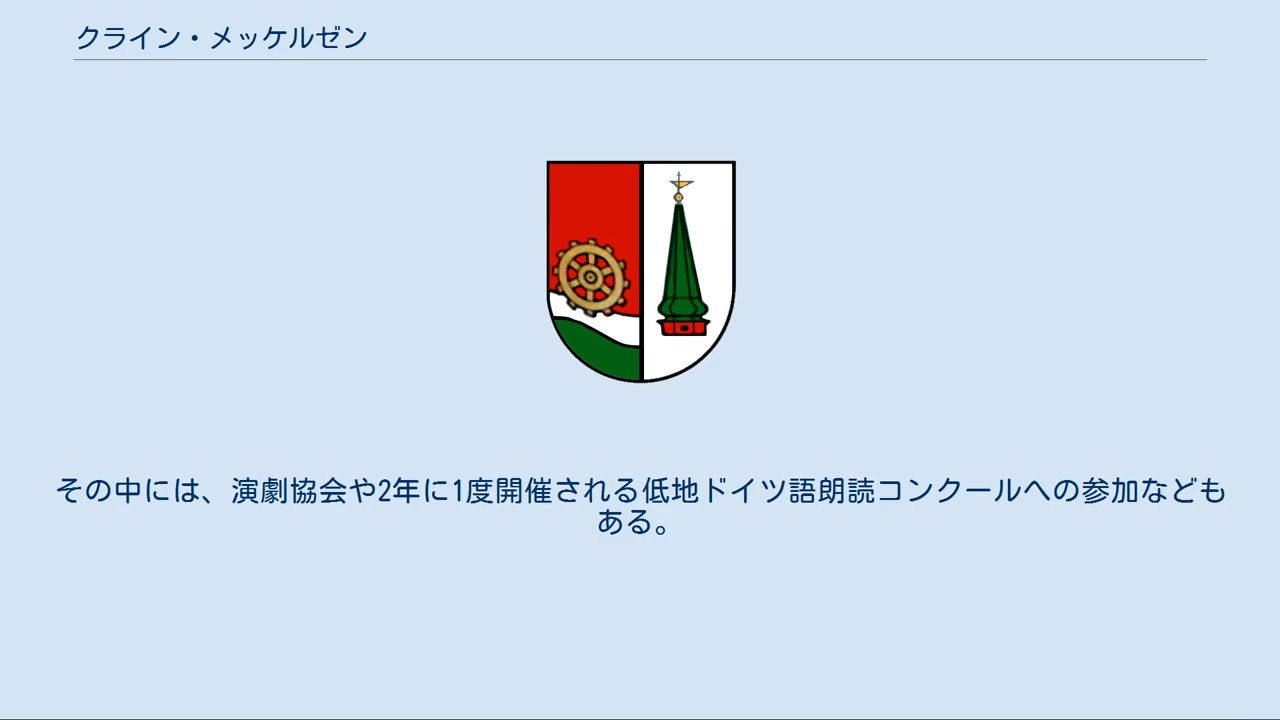 クライン・メッケルゼン
その中には、演劇協会や2年に1度開催される低地ドイツ語朗読コンクールへの参加なども
ある。